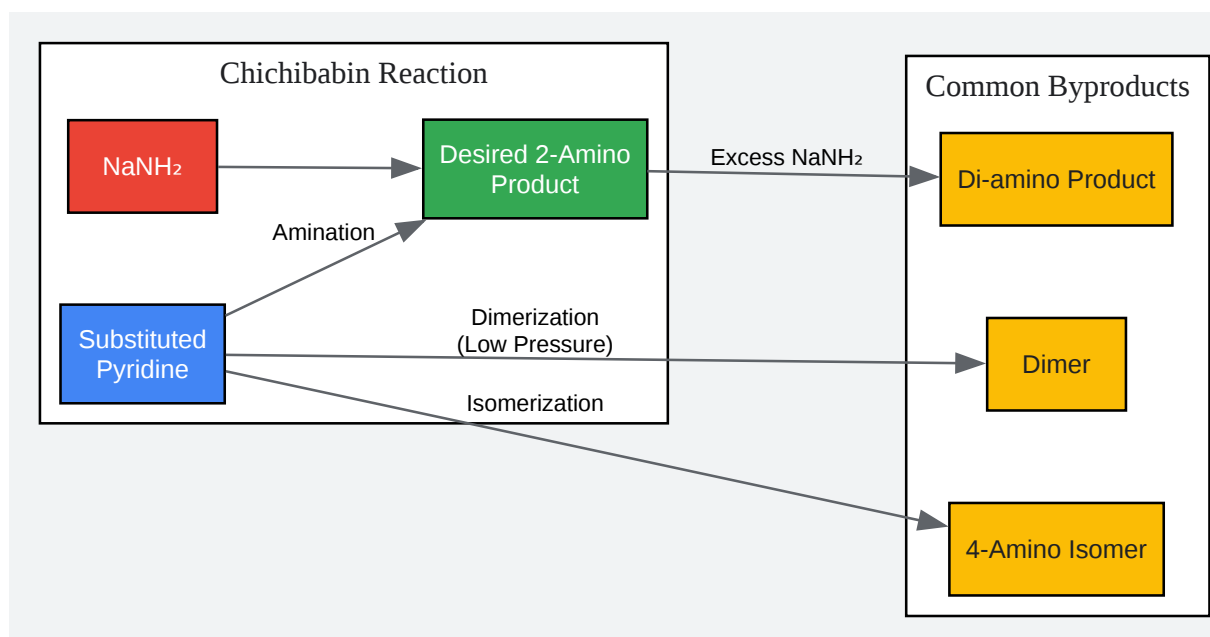 Chichibabin Reaction
NaNH₂
Desired 2-Amino
Product
Amination
Substituted
Pyridine
Dimerization
(Low Pressure)
Isomerization
Excess NaNH₂
Common Byproducts
Di-amino Product
Dimer
4-Amino Isomer